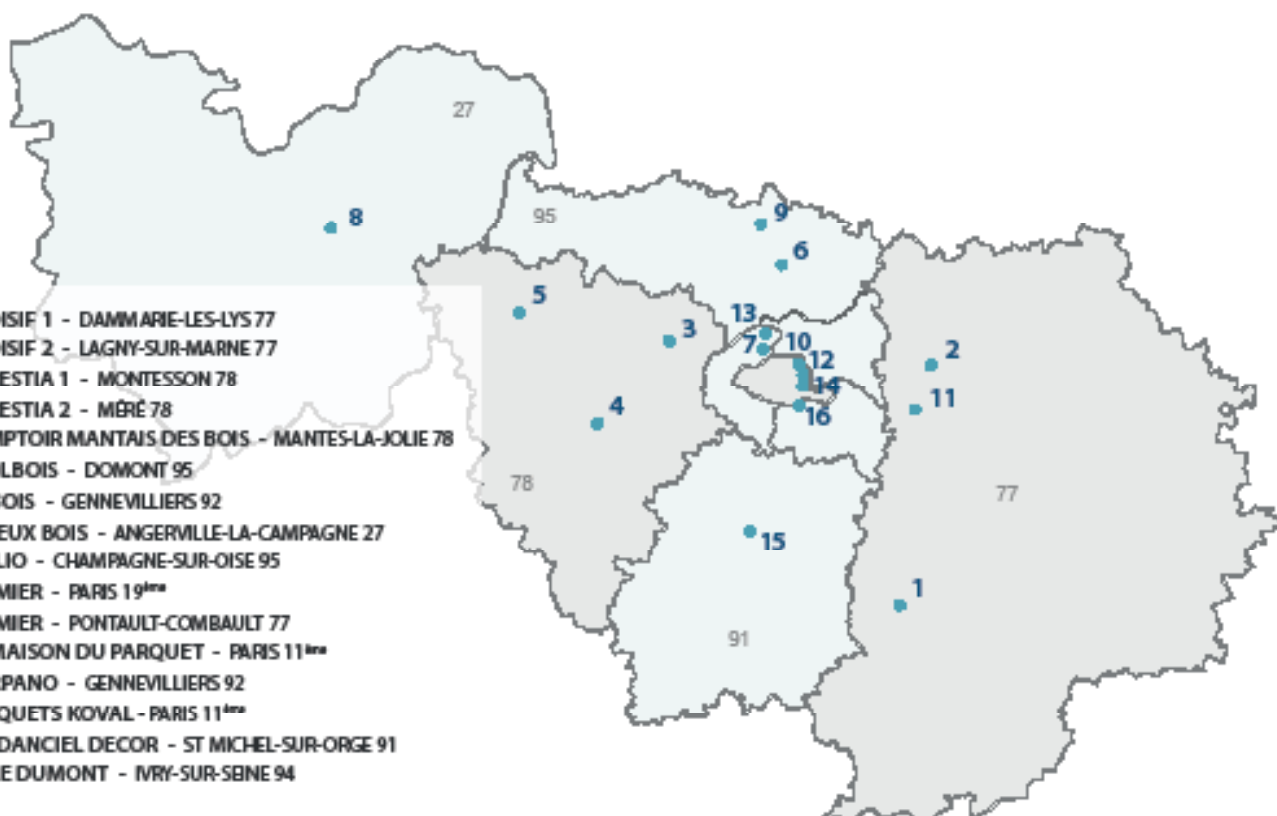 27
9
8
95
6
5
13
ISIF 1 - DAMMARIE-LES-LYS 77
3
10
ISIF 2 - LAGNY-SUR-MARNE 77
7
2
12
ESTIA 1 - MONTESSON 78
14
ESTIA 2 - MÉRÉ 78
4
11
16
MPTOIR MANTAIS DES BOIS - MANTES-LA-JOLIE 78
LBOIS - DOMONT 95
78
77
OIS - GENNEVILLIERS 92
EUX BOIS - ANGERVILLE-LA-CAMPAGNE 27
15
LIO - CHAMPAGNE-SUR-OISE 95
MIER - PARIS 19ème
1
MIER - PONTAULT-COMBAULT 77
91
MAISON DU PARQUET - PARIS 11ème
RPANO - GENNEVILLIERS 92
QUETS KOVAL - PARIS 11ème
DANCIEL DECOR - ST MICHEL-SUR-ORGE 91
E DUMONT - IVRY-SUR-SEINE 94